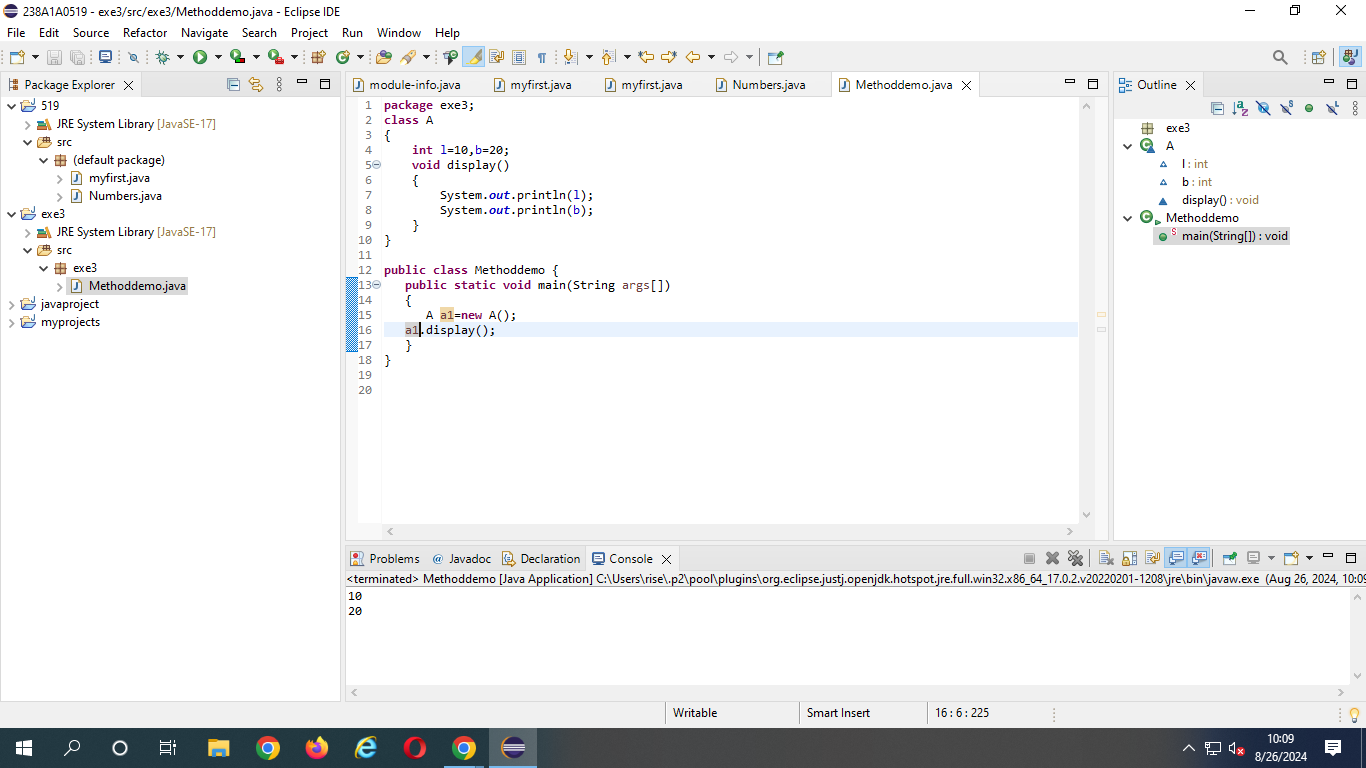 238A1A0519 - exe3/src/exe3/Methoddemo.java - Eclipse IDE
File Edit Source Refactor Navigate Search Project Run Window Help
Package Explorer
519
JRE System Library [JavaSE-17]
src
(default package)
myfirst.java
Numbers.java
exe3
JRE System Library [JavaSE-17]
src
exe3
Methoddemo.java
javaproject
myprojects
module-info.java myfirst.java myfirst.java Numbers.java Methoddemo.java
1 package exe3;
2 class A
3 {
4 int l=10,b=20;
5 void display()
6 {
7 System.out.println(l);
8 System.out.println(b);
9 }
10 }
11
12 public class Methoddemo {
13 public static void main(String args[])
14 {
15 A a1=new A();
16 a1.display();
17 }
18 }
19
20
Outline
exe3
A
l : int
b : int
display() : void
Methoddemo
main(String[]) : void
Problems @ Javadoc Declaration Console
<terminated> Methoddemo [Java Application] C:\Users\rise\.p2\pool\plugins\org.eclipse.justj.openjdk.hotspot.jre.full.win32.x86_64_17.0.2.v20220201-1208\jre\bin\javaw.exe (Aug 26, 2024, 10:09
10
20
Writable Smart Insert 16 : 6 : 225
10:09
8/26/2024